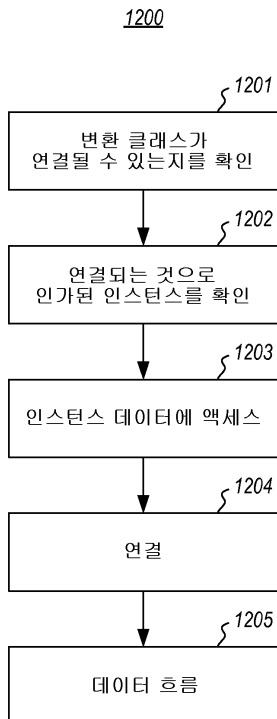 1200
1201
변환 클래스가
연결될 수 있는지를 확인
1202
연결되는 것으로
인가된 인스턴스를 확인
1203
인스턴스 데이터에 액세스
1204
연결
1205
데이터 흐름